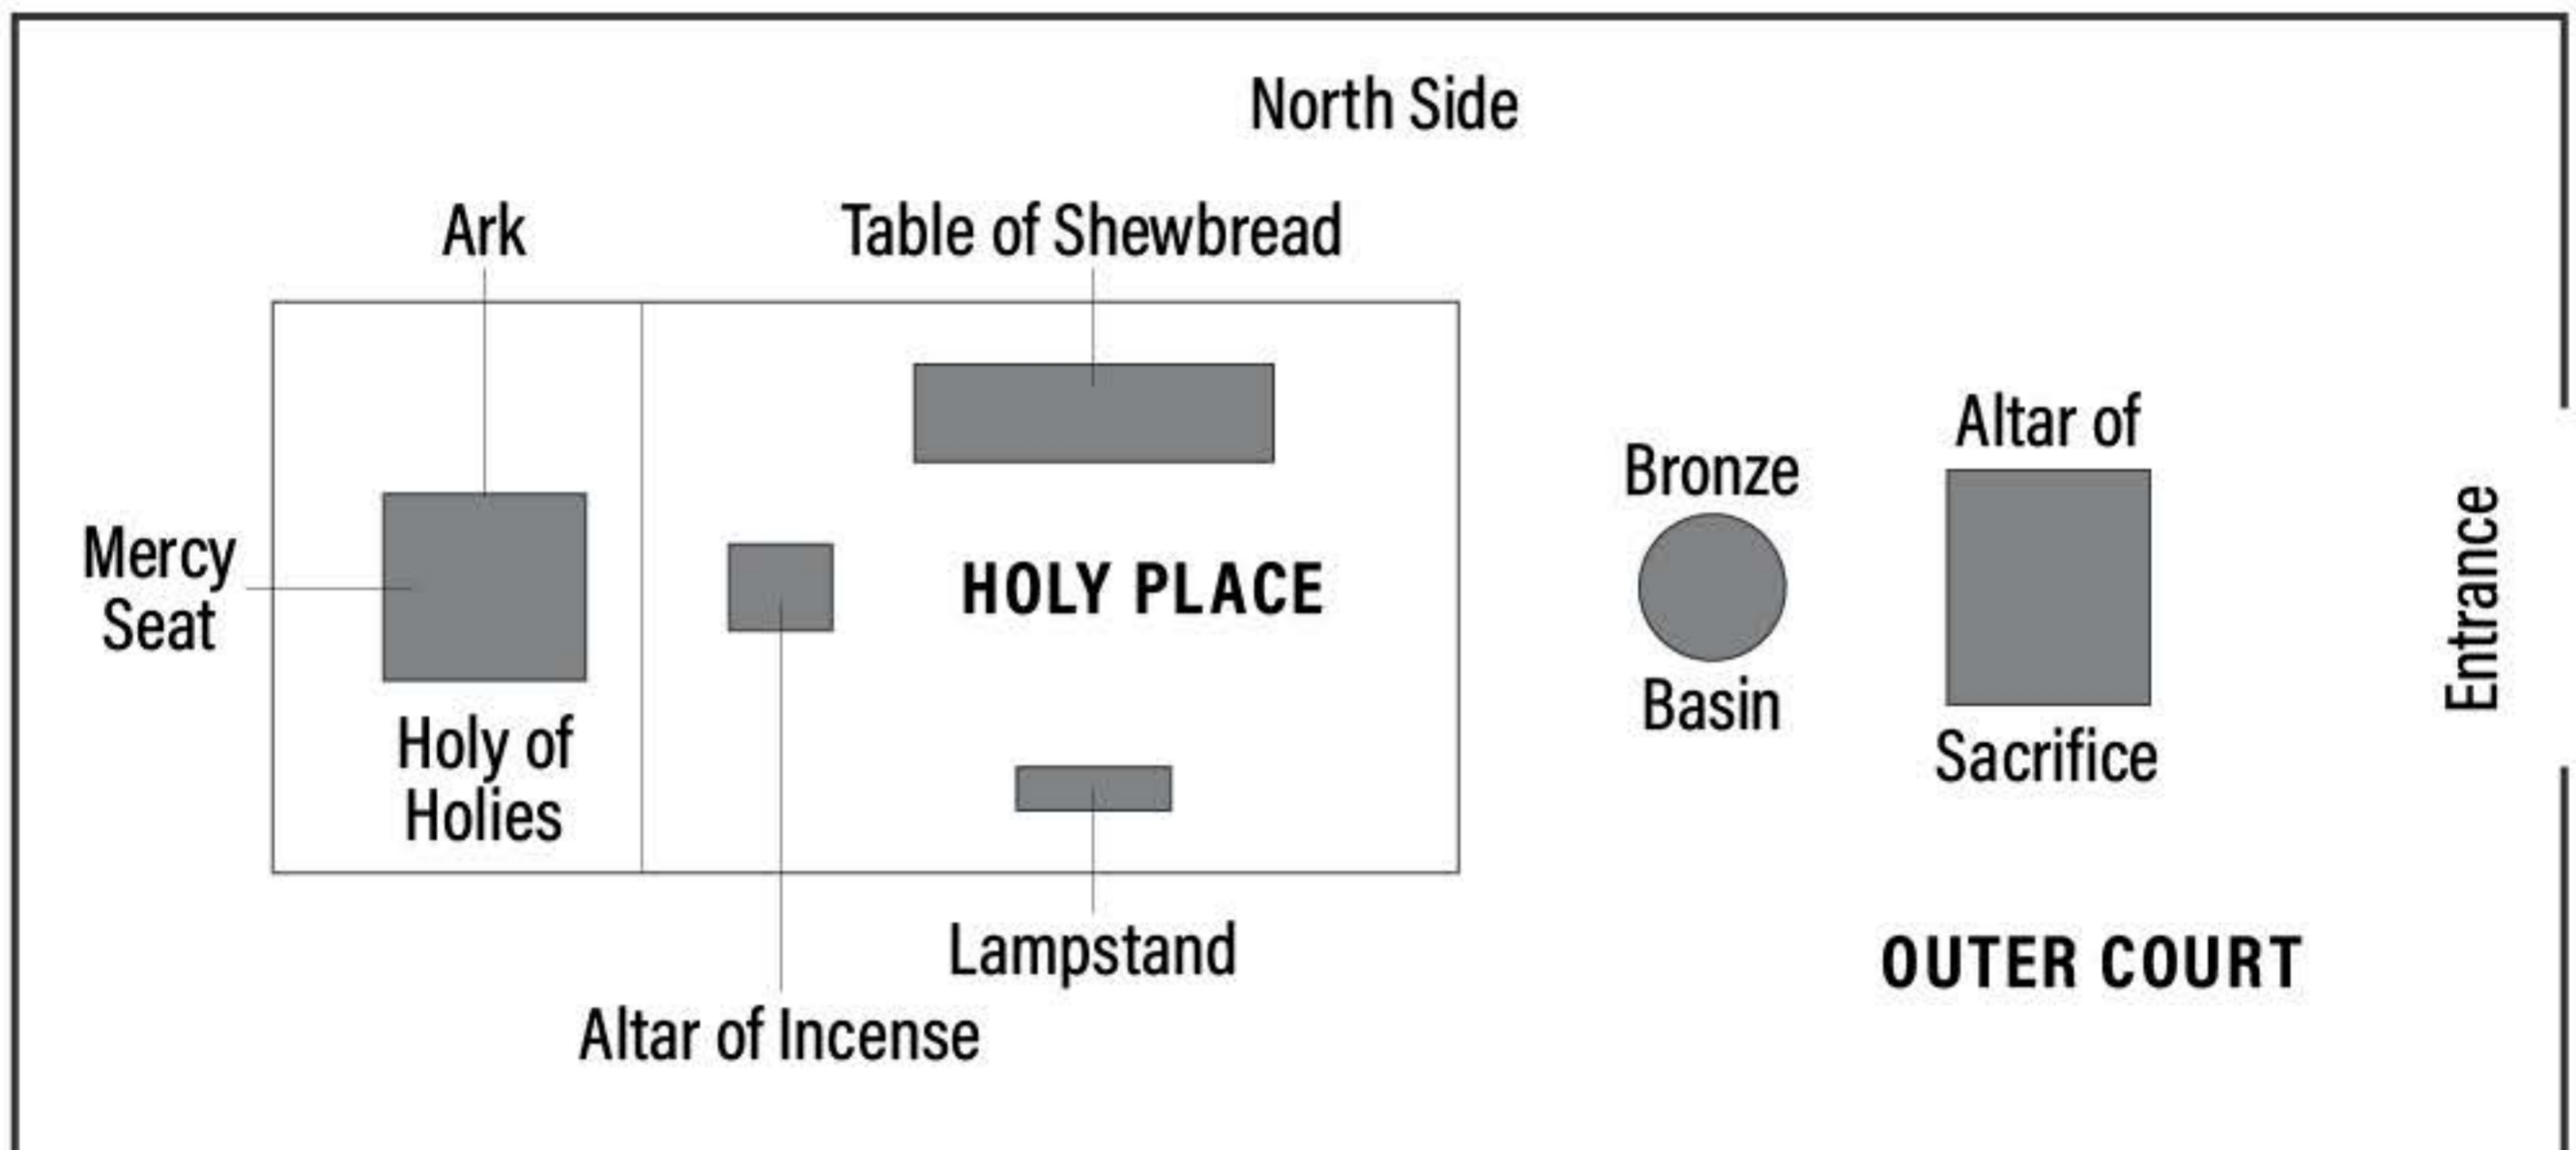 North Side
Ark
Table of Shewbread
Mercy
Seat
Holy of
Holies
HOLY PLACE
Altar of Incense
Lampstand
Bronze
Basin
Altar of
Sacrifice
Entrance
OUTER COURT